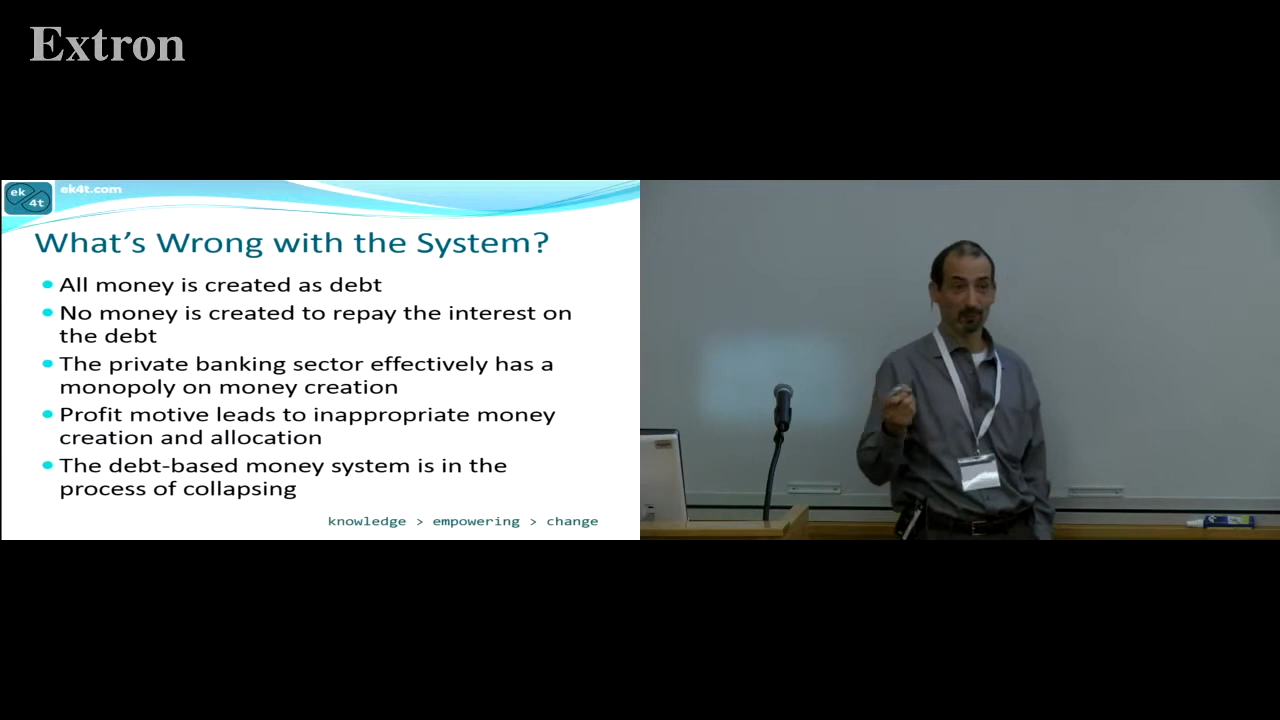 Extron
ek
4t
ek4t.com
What's Wrong with the System?
All money is created as debt
No money is created to repay the interest on
the debt
The private banking sector effectively has a
monopoly on money creation
Profit motive leads to inappropriate money
creation and allocation
The debt-based money system is in the
process of collapsing
knowledge > empowering > change